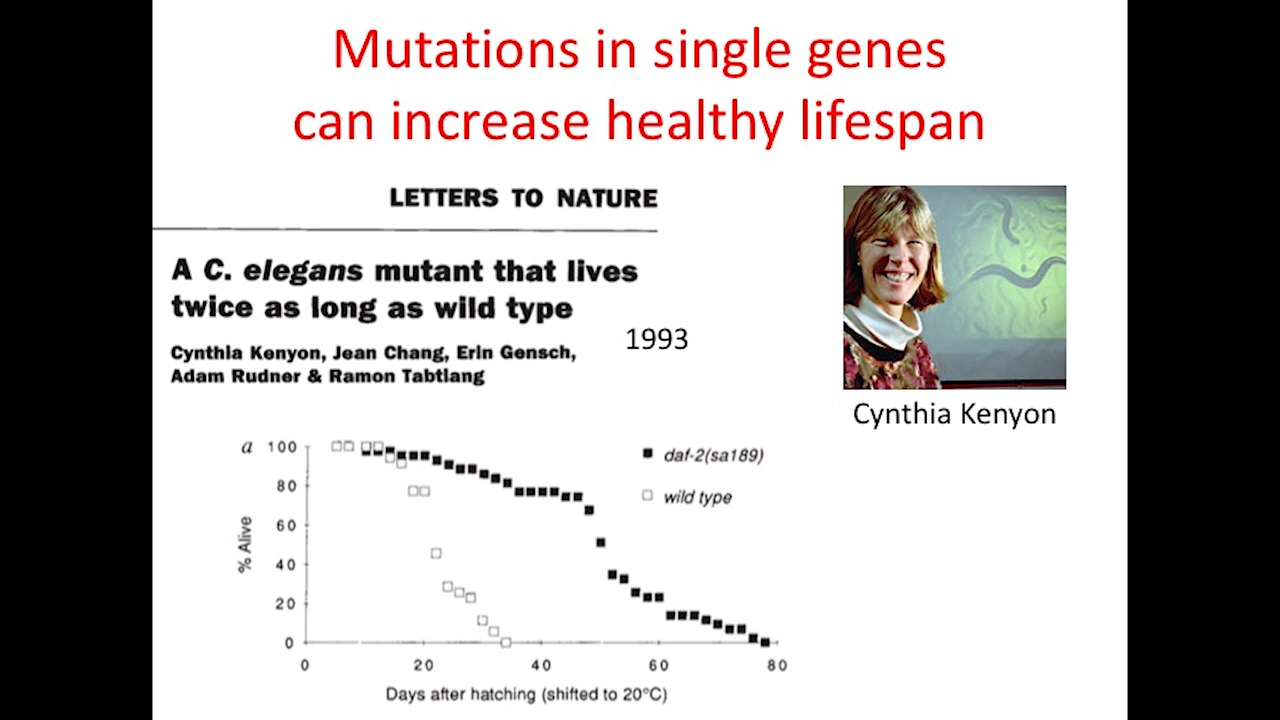 Mutations in single genes
can increase healthy lifespan
LETTERS TO NATURE
A C. elegans mutant that lives
twice as long as wild type
1993
Cynthia Kenyon, Jean Chang, Erin Gensch,
Adam Rudner & Ramon Tabtiang
Cynthia Kenyon
a
100
80
60
40
20
0
% Alive
daf-2(sa189)
wild type
0 20 40 60 80
Days after hatching (shifted to 20°C)